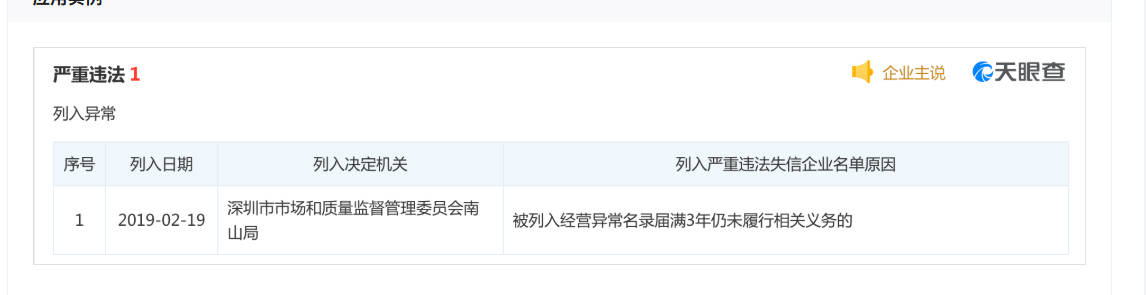 应用实例
严重违法 1
企业主说
天眼查
列入异常
序号 列入日期 列入决定机关 列入严重违法失信企业名单原因
1 2019-02-19 深圳市市场和质量监督管理委员会南山局 被列入经营异常名录届满3年仍未履行相关义务的